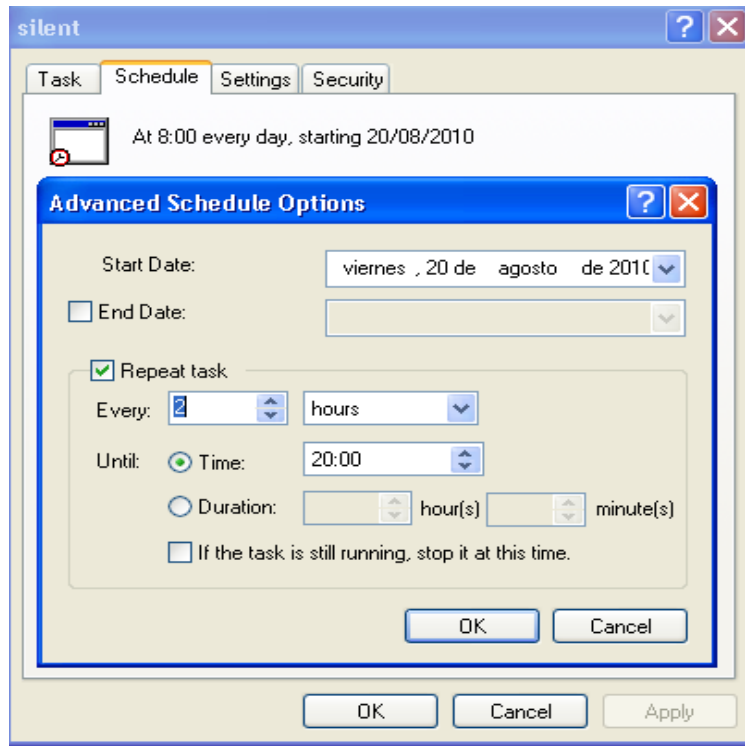 silent
Task Schedule Settings Security
At 8:00 every day, starting 20/08/2010
Advanced Schedule Options
Start Date: viernes , 20 de agosto de 2010
End Date:
Repeat task
Every: 2 hours
Until: Time: 20:00
Duration: hour(s) minute(s)
If the task is still running, stop it at this time.
OK Cancel
OK Cancel Apply